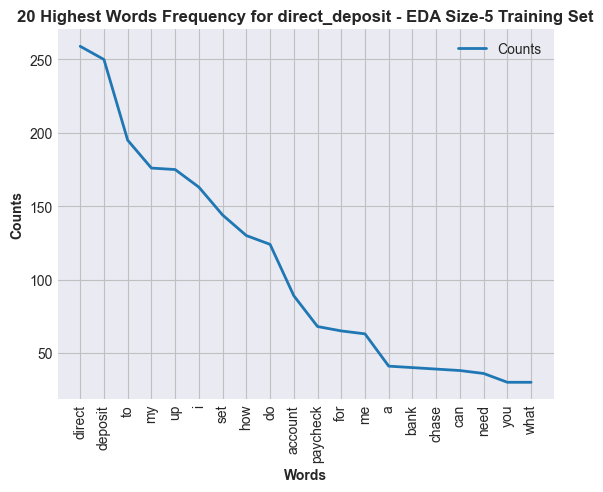 20 Highest Words Frequency for direct_deposit - EDA Size-5 Training Set
Counts
250
200
150
100
50
Counts
direct
deposit
to
my
up
i
set
how
do
account
paycheck
for
me
a
bank
chase
can
need
you
what
Words